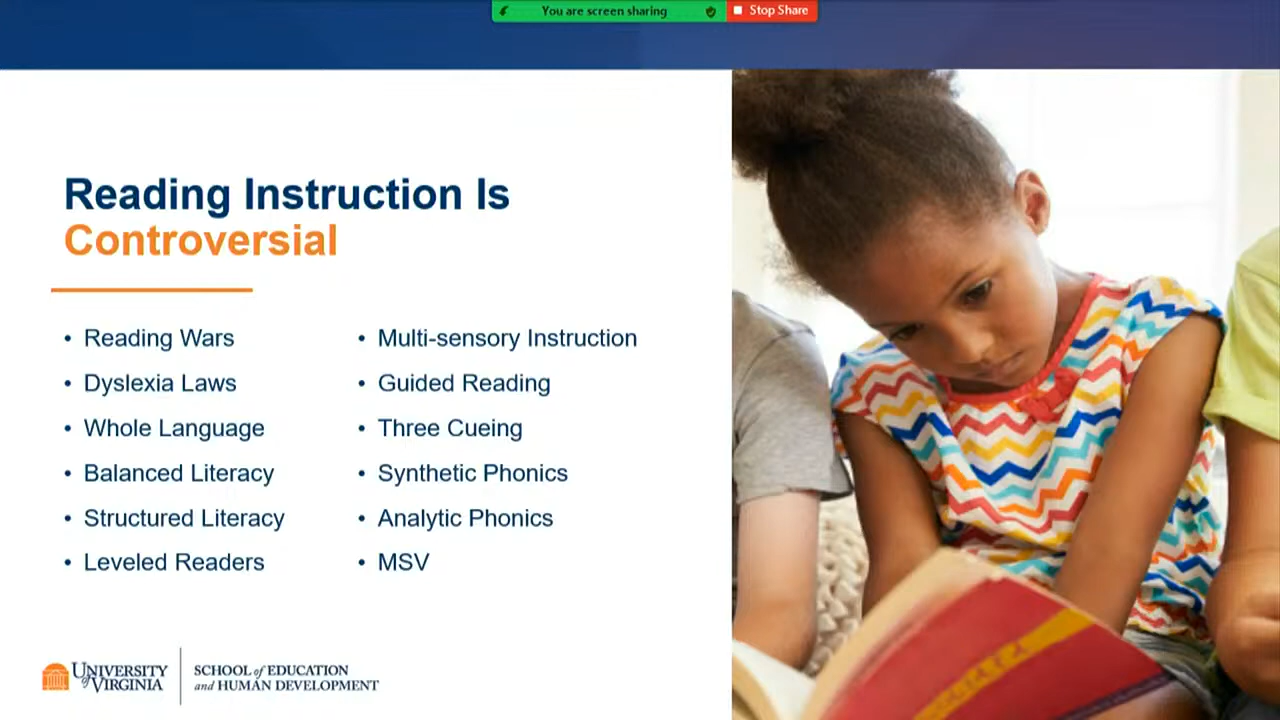 You are screen sharing
Stop Share
Reading Instruction Is
Controversial
• Reading Wars
• Dyslexia Laws
• Whole Language
• Balanced Literacy
• Structured Literacy
• Leveled Readers
• Multi-sensory Instruction
• Guided Reading
• Three Cueing
• Synthetic Phonics
• Analytic Phonics
• MSV
UNIVERSITY
of VIRGINIA
SCHOOL of EDUCATION
and HUMAN DEVELOPMENT